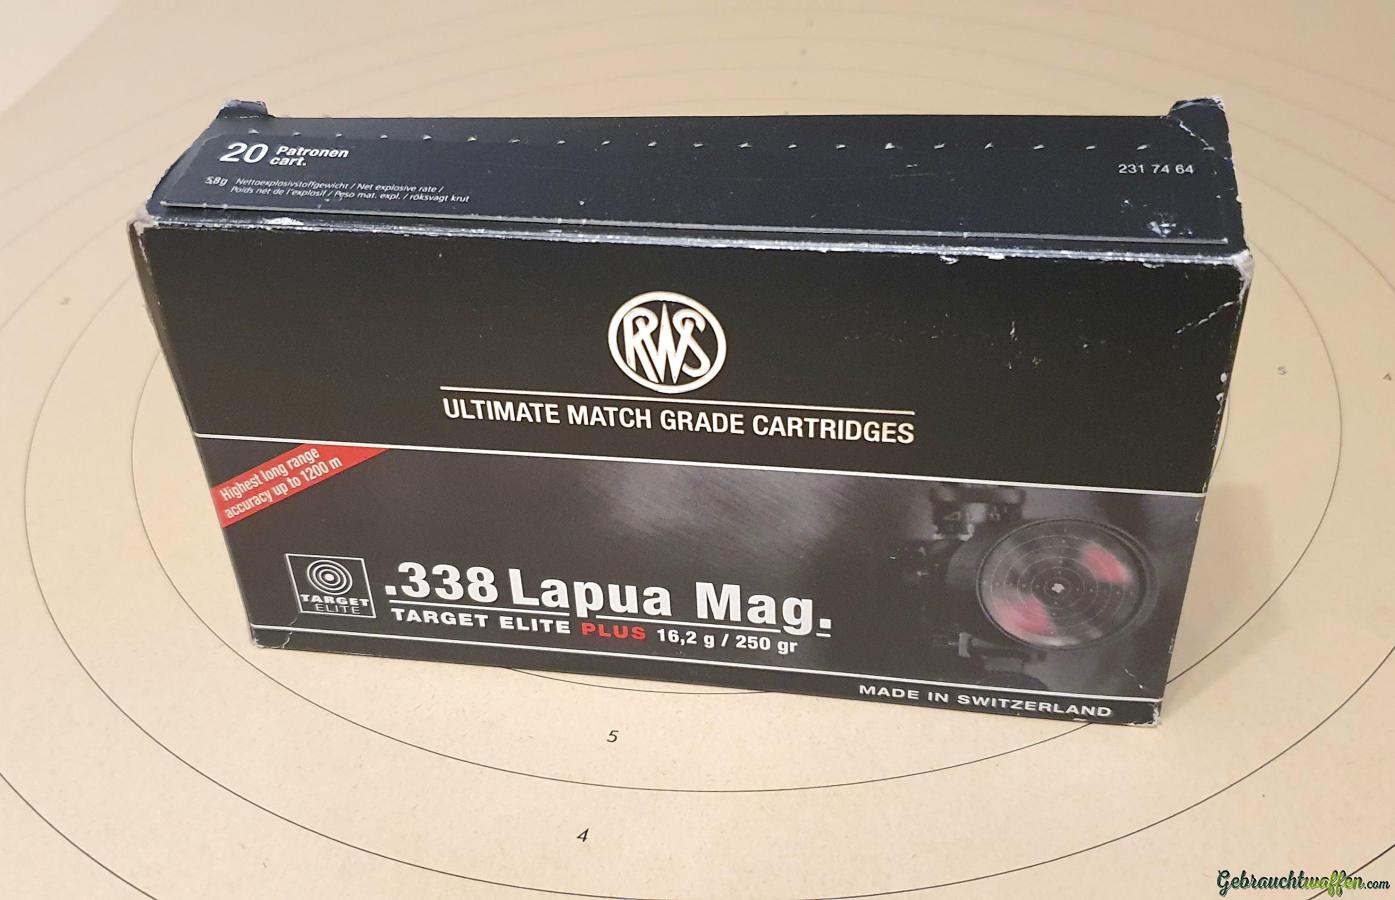 20 Patronen
cart.
231 74 64
58g Nettoexplosivstoffgewicht / Net explosive rate /
Poids net de l'explosif / Peso mat. expl. / röksvagt krut
RWS
ULTIMATE MATCH GRADE CARTRIDGES
Highest long range
accuracy up to 1200 m
TARGET
ELITE
.338 Lapua Mag.
TARGET ELITE PLUS 16,2 g / 250 gr
MADE IN SWITZERLAND
5
4
5
4
Gebrauchtwaffen.com